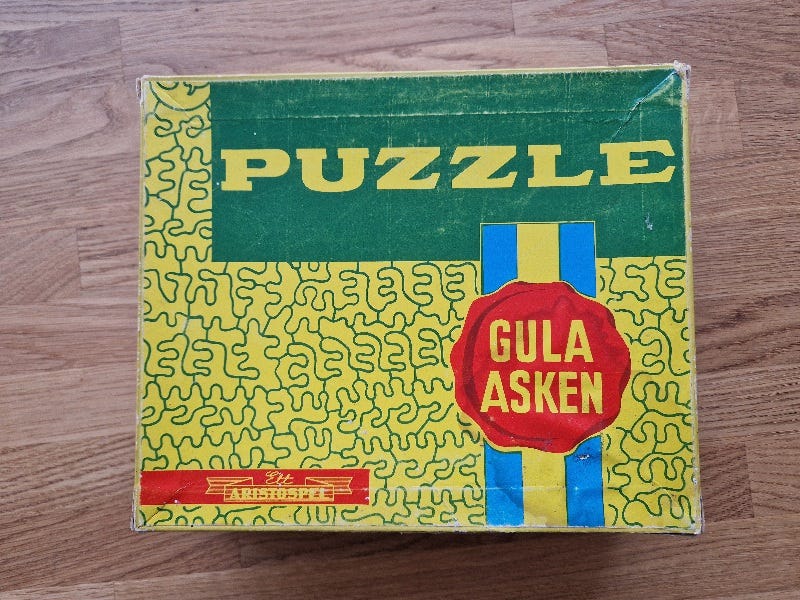 PUZZLE
GULA
ASKEN
Ett
ARISTOSPEL